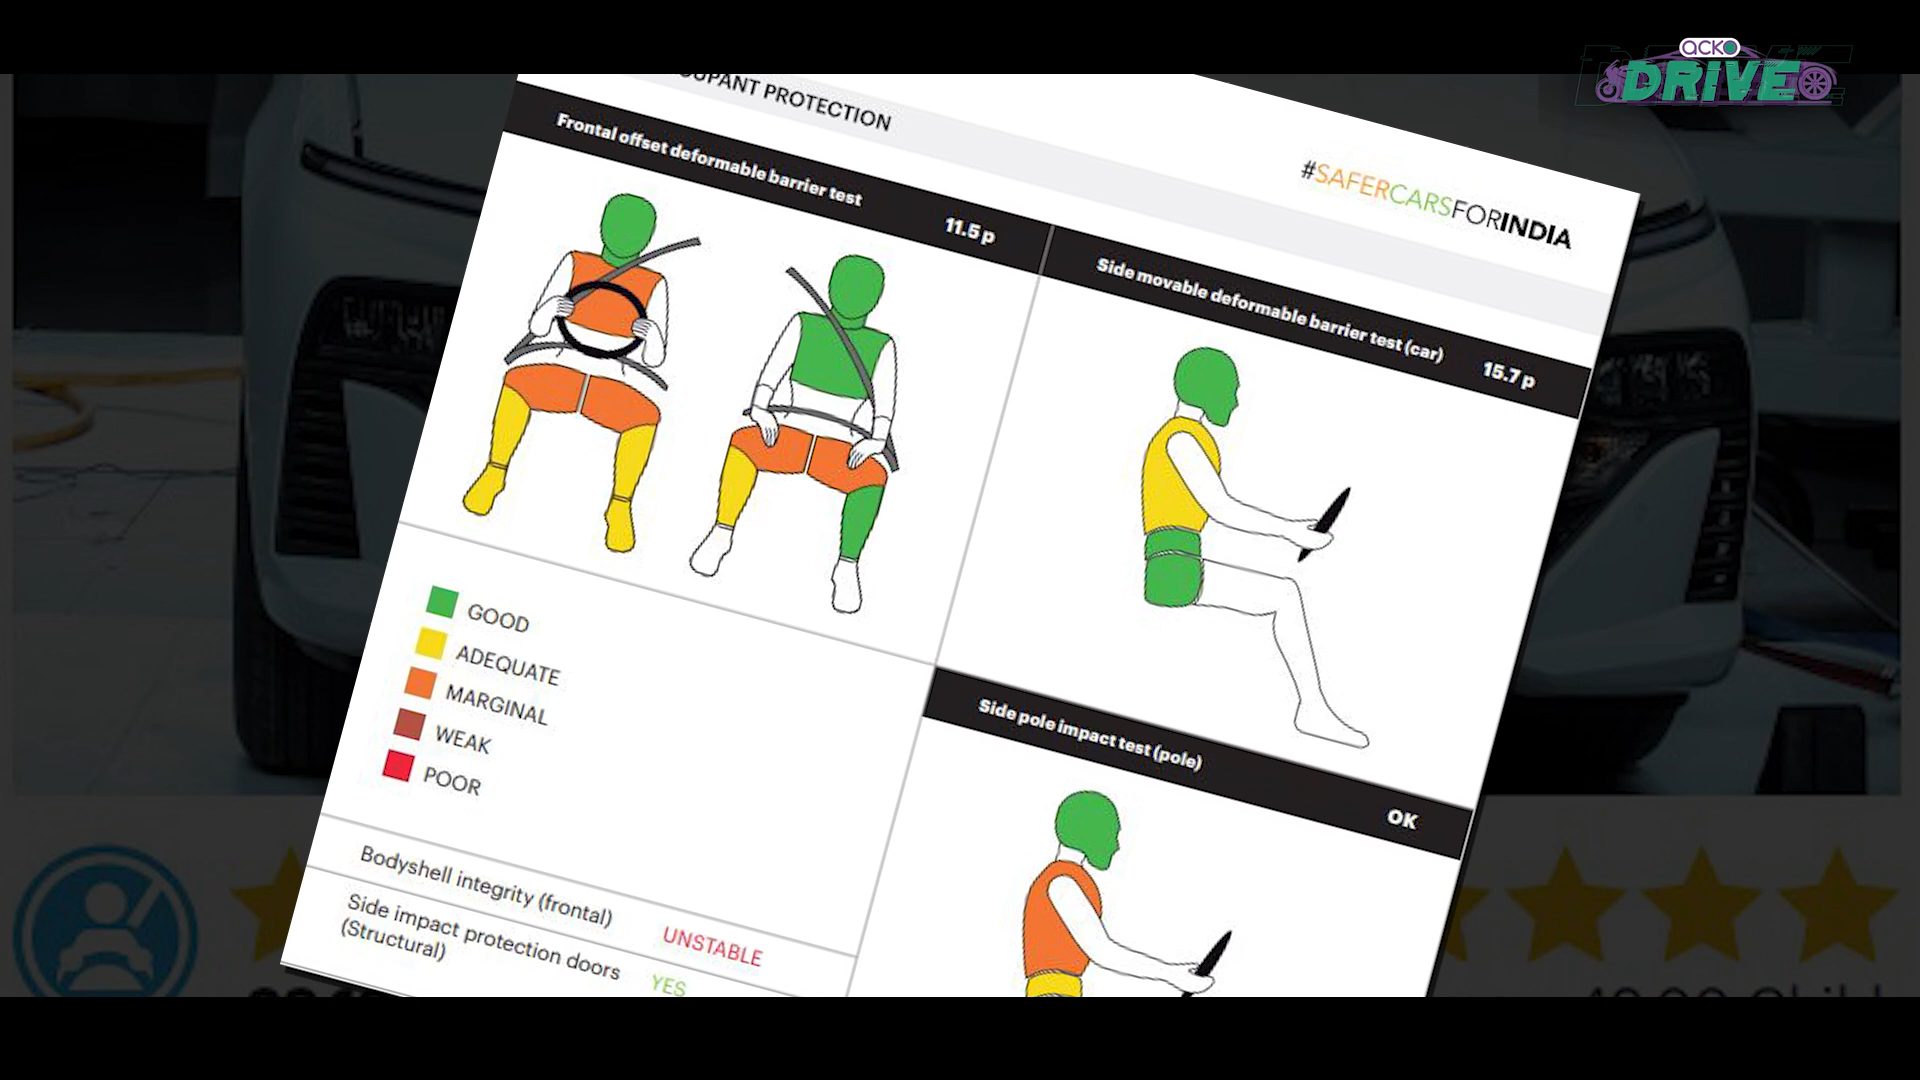 acko
DRIVE
#SAFERCARSFORINDIA
PROTECTION
Frontal offset deformable barrier test
11.5 p
Side movable deformable barrier test (car)
15.7 p
GOOD
ADEQUATE
MARGINAL
WEAK
POOR
Side pole impact test (pole)
OK
Bodyshell integrity (frontal)
UNSTABLE
Side impact protection doors
(Structural)
YES